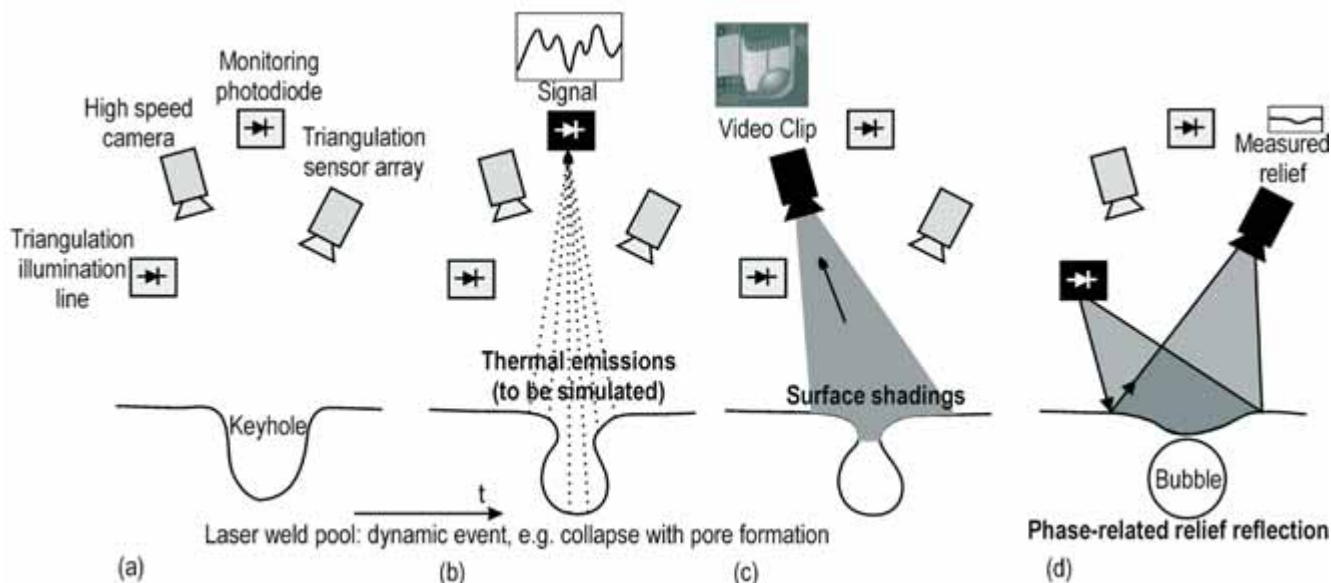 Monitoring
photodiode
High speed
camera
Triangulation
sensor array
Triangulation
illumination
line
Keyhole
Signal
Thermal emissions
(to be simulated)
Video Clip
Surface shadings
Measured
relief
Bubble
Phase-related relief reflection
t
Laser weld pool: dynamic event, e.g. collapse with pore formation
(a)
(b)
(c)
(d)